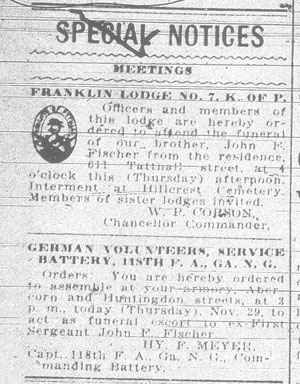 SPECIAL NOTICES
MEETINGS
FRANKLIN LODGE NO. 7, K. OF P.
Officers and members of
this lodge are hereby or-
dered to attend the funeral
of our brother, John F.
Fischer from the residence,
611 Tattnall street at 4
o'clock this (Thursday) afternoon.
Interment at Hillcrest Cemetery.
Members of sister lodges invited.
W. P. CORSON,
Chancellor Commander.
GERMAN VOLUNTEERS, SERVICE
BATTERY, 118TH F. A., GA. N. G.
Orders: You are hereby ordered
to assemble at your armory, Aber-
corn and Huntingdon streets, at 3
p. m., today (Thursday), Nov. 29, to
act as funeral escort to ex-First
Sergeant John F. Fischer.
HY. F. MEYER,
Capt. 118th F. A., Ga. N. G., Com-
manding Battery.